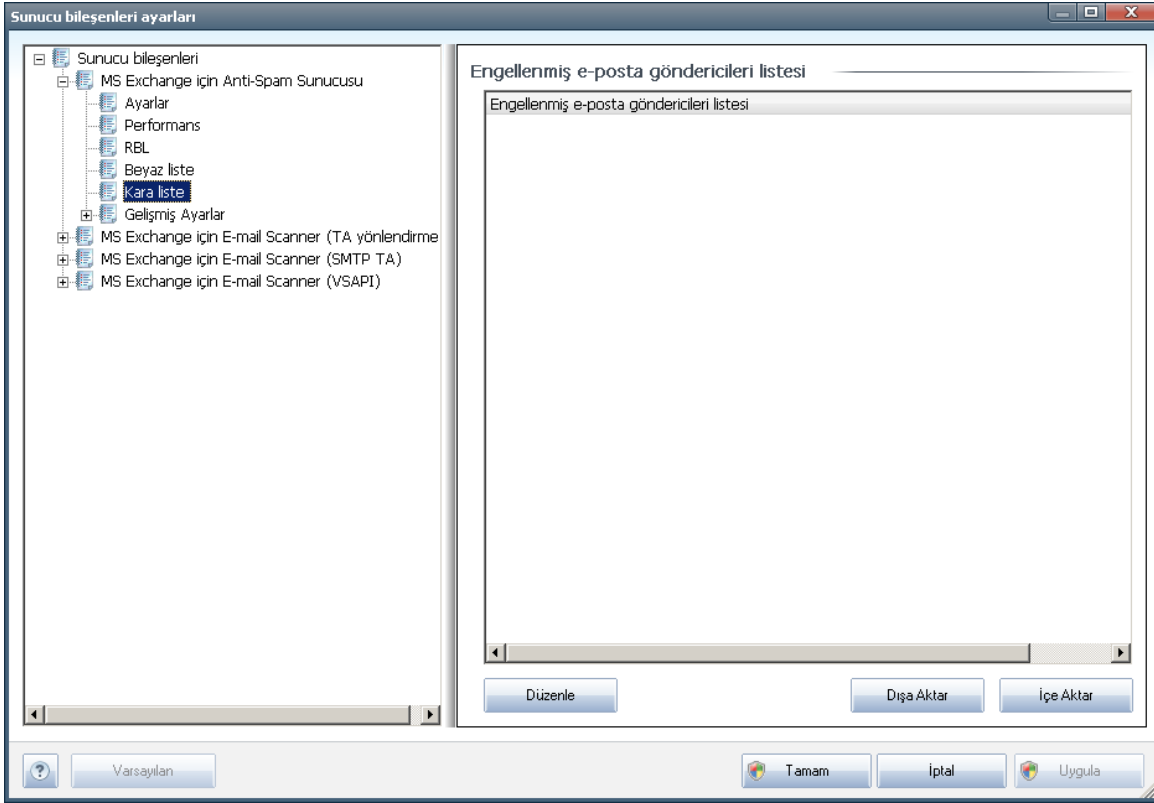 Sunucu bileşenleri ayarları
Sunucu bileşenleri
MS Exchange için Anti-Spam Sunucusu
Ayarlar
Performans
RBL
Beyaz liste
Kara liste
Gelişmiş Ayarlar
MS Exchange için E-mail Scanner (TA yönlendirme
MS Exchange için E-mail Scanner (SMTP TA)
MS Exchange için E-mail Scanner (VSAPI)
Engellenmiş e-posta göndericileri listesi
Engellenmiş e-posta göndericileri listesi
Düzenle
Dışa Aktar
İçe Aktar
?
Varsayılan
Tamam
İptal
Uygula